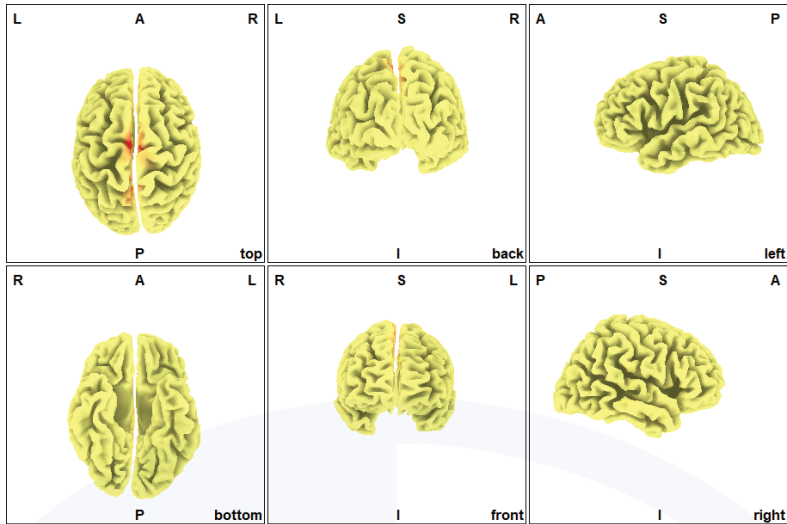 L A R
P top
L S R
I back
A S P
I left
R A L
P bottom
R S L
I front
P S A
I right